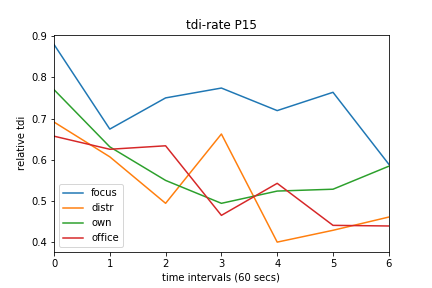 tdi-rate P15
relative tdi
0.9
0.8
0.7
0.6
0.5
0.4
focus
distr
own
office
0 1 2 3 4 5 6
time intervals (60 secs)